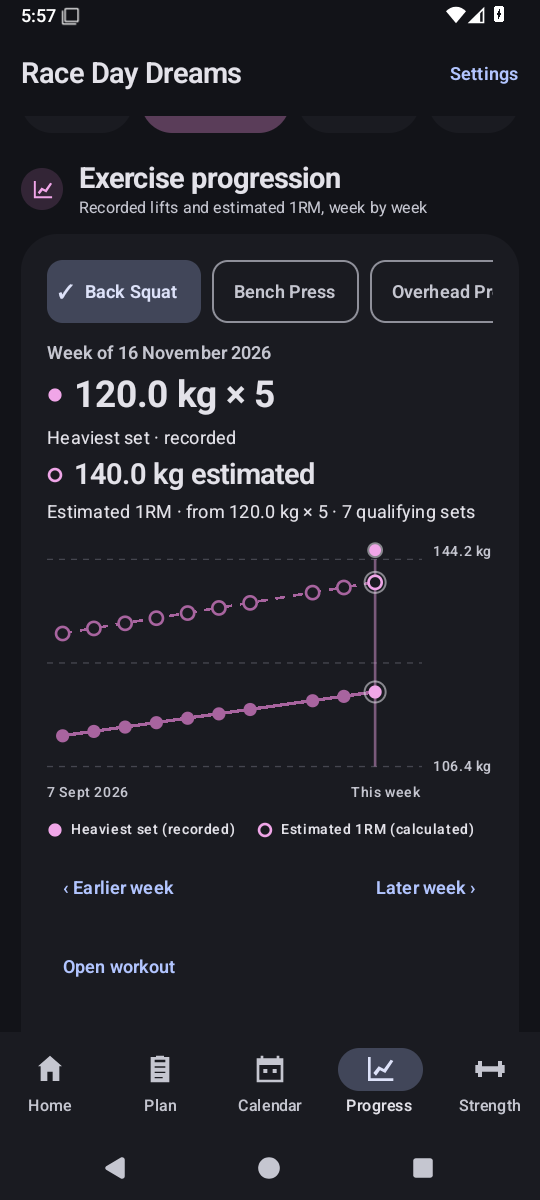 5:57
Race Day Dreams
Settings
Exercise progression
Recorded lifts and estimated 1RM, week by week
✓ Back Squat
Bench Press
Overhead Pr
Week of 16 November 2026
120.0 kg × 5
Heaviest set · recorded
140.0 kg estimated
Estimated 1RM · from 120.0 kg × 5 · 7 qualifying sets
144.2 kg
106.4 kg
7 Sept 2026
This week
Heaviest set (recorded)
Estimated 1RM (calculated)
‹ Earlier week
Later week ›
Open workout
Home
Plan
Calendar
Progress
Strength